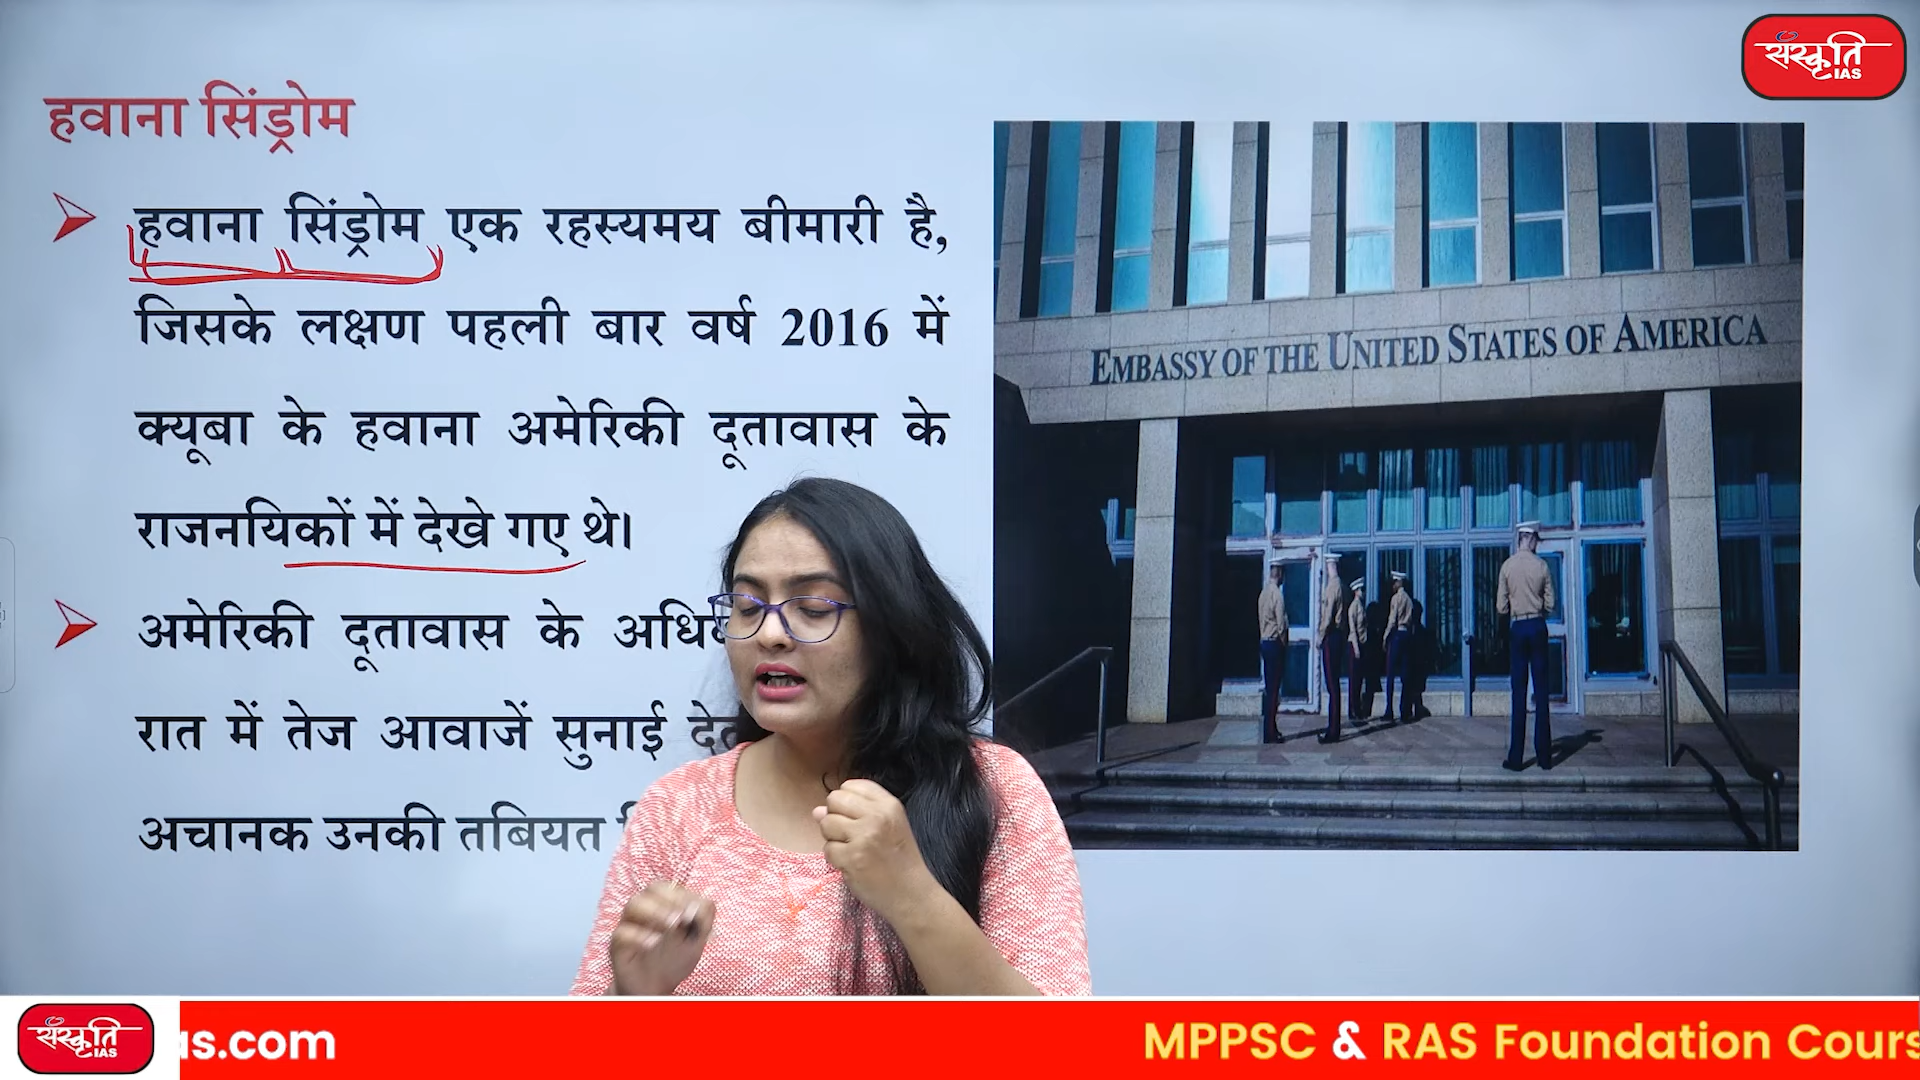 संस्कृति
IAS
हवाना सिंड्रोम
हवाना सिंड्रोम एक रहस्यमय बीमारी है,
जिसके लक्षण पहली बार वर्ष 2016 में
क्यूबा के हवाना अमेरिकी दूतावास के
राजनयिकों में देखे गए थे।
EMBASSY OF THE UNITED STATES OF AMERICA
अमेरिकी दूतावास के
रात में तेज आवाजें सुनाई
अचानक उनकी तबियत
संस्कृति
IAS
as.com
MPPSC & RAS Foundation